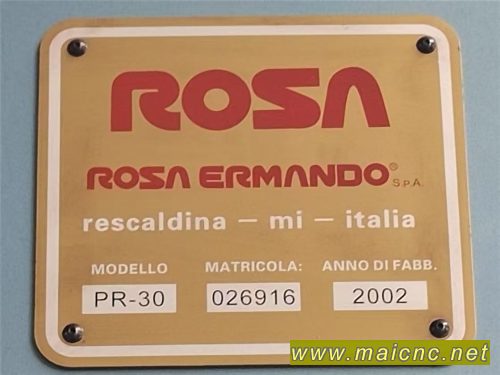 ROSA
ROSA ERMANDO® S.P.A.
rescaldina – mi – italia
MODELLO MATRICOLA: ANNO DI FABB.
PR-30 026916 2002
www.maicnc.net